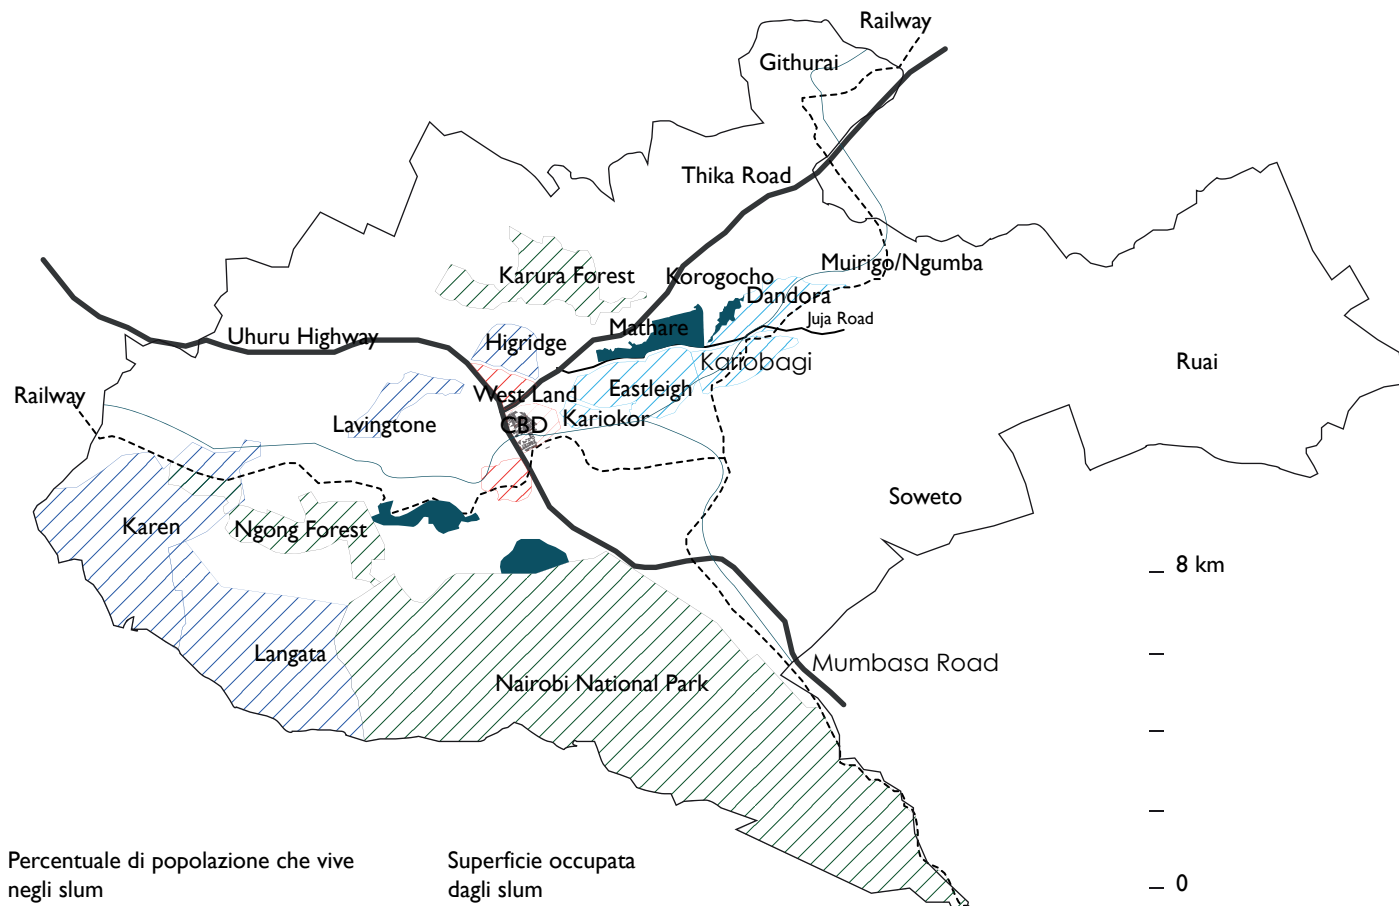 Railway
Githurai
Thika Road
Karura Forest
Korogocho
Muirigo/Ngumba
Dandora
Juja Road
Mathare
Uhuru Highway
Higridge
Kariobagi
Ruai
Eastleigh
West Land
Railway
Lavingtone
CBD
Kariokor
Soweto
Karen
Ngong Forest
8 km
Langata
Mumbasa Road
Nairobi National Park
Percentuale di popolazione che vive
negli slum
Superficie occupata
dagli slum
0